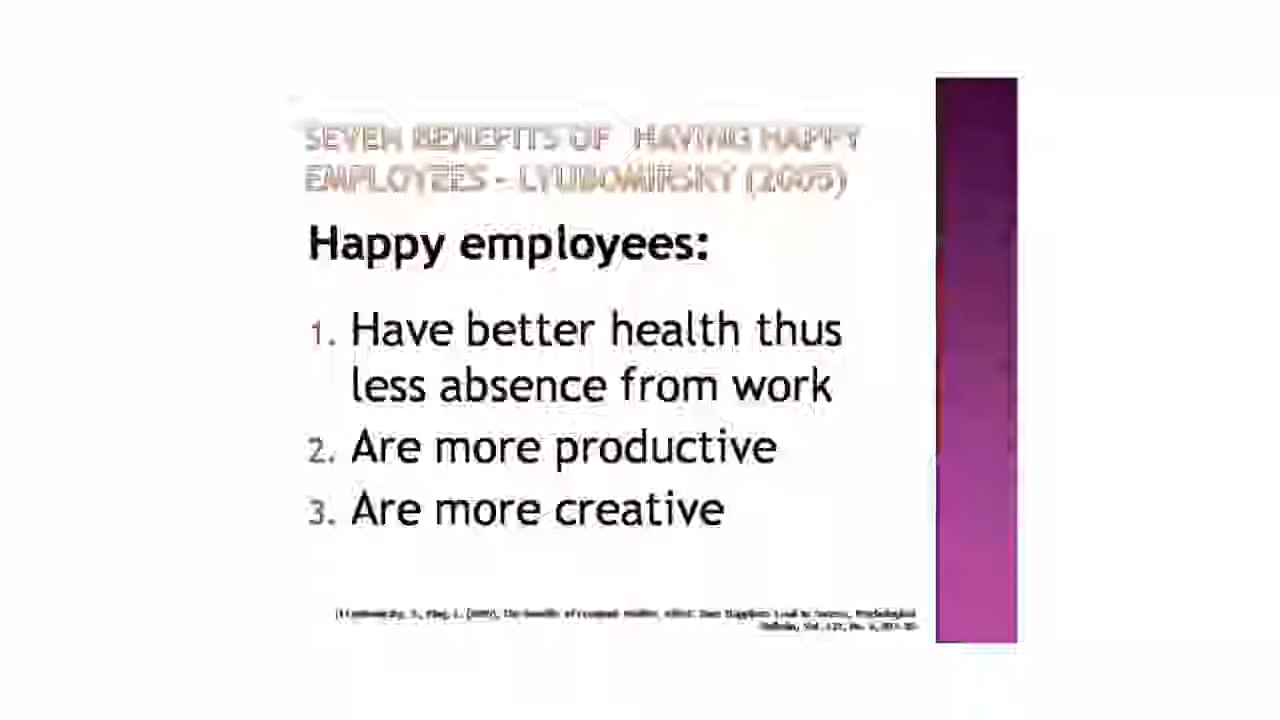 SEVEN BENEFITS OF HAVING HAPPY
EMPLOYEES - LYUBOMIRSKY (2005)
Happy employees:
1. Have better health thus
less absence from work
2. Are more productive
3. Are more creative